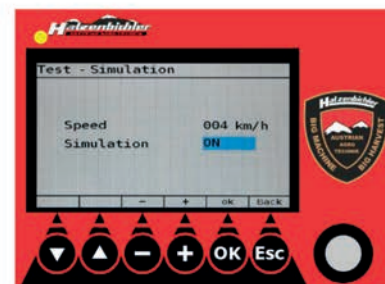 Hatzenbichler
Test - Simulation
Speed 004 km/h
Simulation ON
- + ok Back
OK Esc
Hatzenbichler
BIG MACHINE
AUSTRIAN
AGRO
TECHNIK
BIG HARVEST